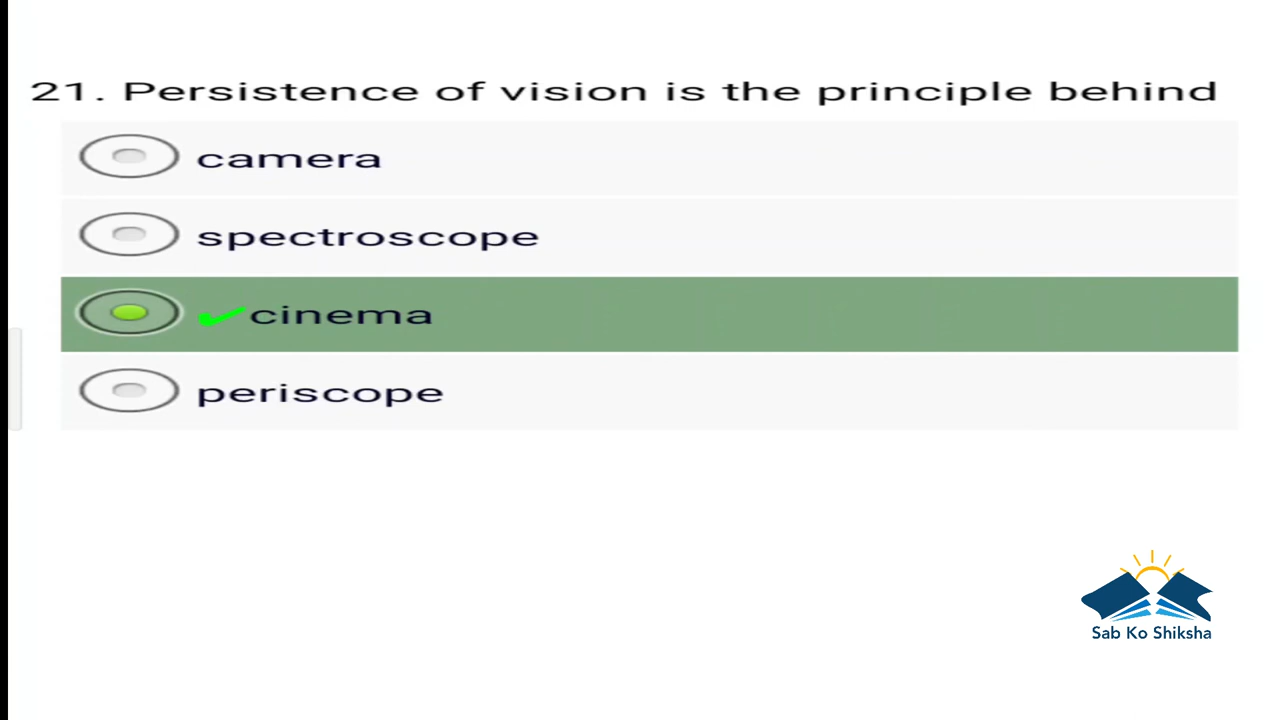 21. Persistence of vision is the principle behind
camera
spectroscope
✔cinema
periscope
Sab Ko Shiksha